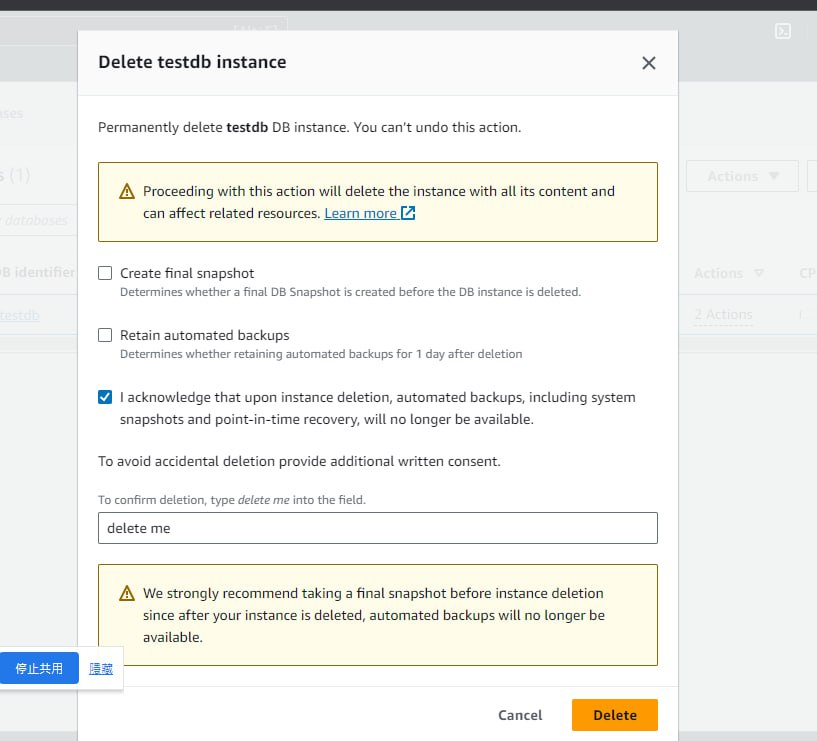 Delete testdb instance
Permanently delete testdb DB instance. You can't undo this action.
(1)
Actions
Proceeding with this action will delete the instance with all its content and
can affect related resources. Learn more
databases
B identifier
Actions
CP
Create final snapshot
Determines whether a final DB Snapshot is created before the DB instance is deleted.
testdb
2 Actions
Retain automated backups
Determines whether retaining automated backups for 1 day after deletion
I acknowledge that upon instance deletion, automated backups, including system
snapshots and point-in-time recovery, will no longer be available.
To avoid accidental deletion provide additional written consent.
To confirm deletion, type delete me into the field.
delete me
We strongly recommend taking a final snapshot before instance deletion
since after your instance is deleted, automated backups will no longer be
available.
停止共用 隱藏
Cancel Delete